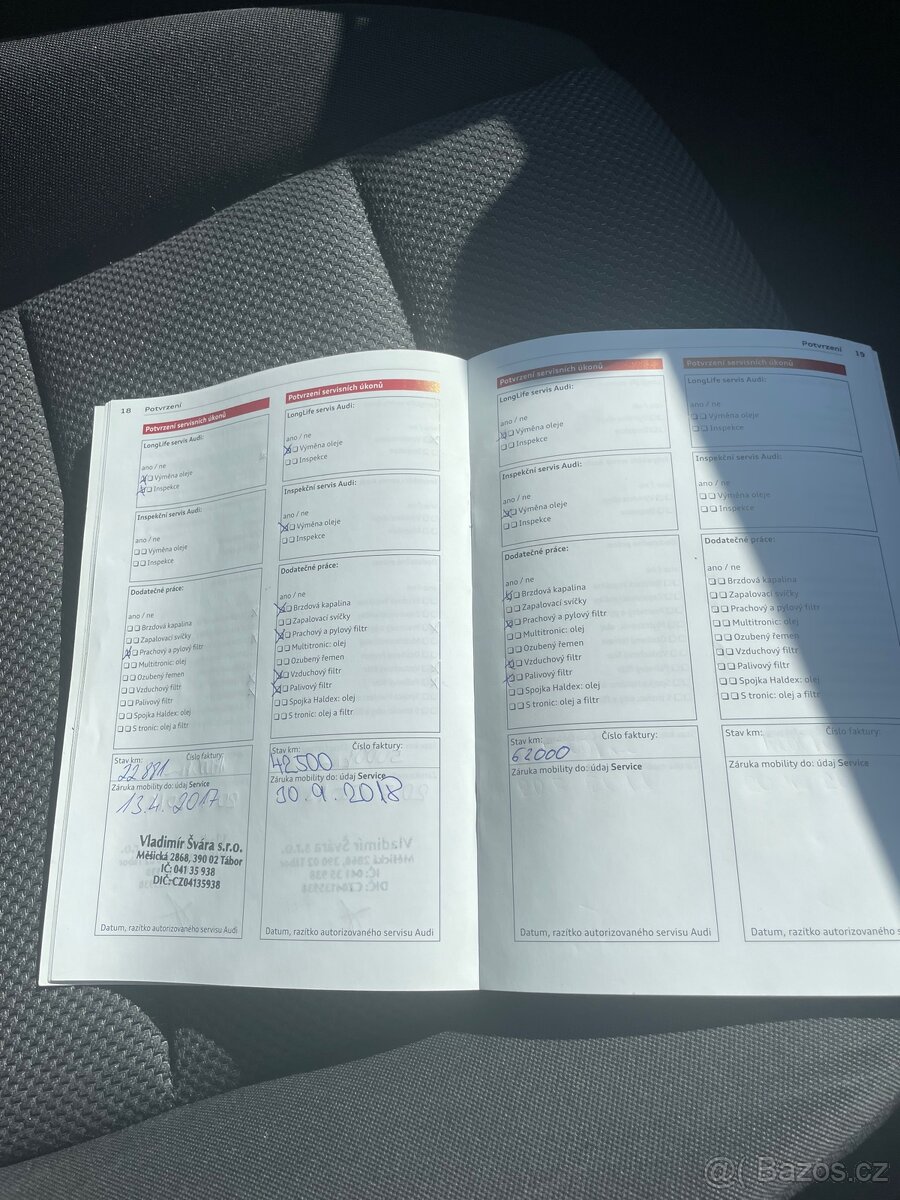 18 Potvrzení
Potvrzení servisních úkonů
LongLife servis Audi:
ano / ne
Výměna oleje
Inspekce
Inspekční servis Audi:
ano / ne
Výměna oleje
Inspekce
Dodatečné práce:
ano / ne
Brzdová kapalina
Zapalovací svíčky
Prachový a pylový filtr
Multitronic: olej
Ozubený řemen
Vzduchový filtr
Palivový filtr
Spojka Haldex: olej
S tronic: olej a filtr
Stav km: Číslo faktury:
22 891
Záruka mobility do: údaj Service
13.4.2017
Vladimír Švára s.r.o.
Měšická 2868, 390 02 Tábor
IČ: 041 35 938
DIČ: CZ04135938
Datum, razítko autorizovaného servisu Audi
Potvrzení servisních úkonů
LongLife servis Audi:
ano / ne
Výměna oleje
Inspekce
Inspekční servis Audi:
ano / ne
Výměna oleje
Inspekce
Dodatečné práce:
ano / ne
Brzdová kapalina
Zapalovací svíčky
Prachový a pylový filtr
Multitronic: olej
Ozubený řemen
Vzduchový filtr
Palivový filtr
Spojka Haldex: olej
S tronic: olej a filtr
Stav km: Číslo faktury:
42500
Záruka mobility do: údaj Service
30.9.2018
Datum, razítko autorizovaného servisu Audi
Potvrzení 19
Potvrzení servisních úkonů
LongLife servis Audi:
ano / ne
Výměna oleje
Inspekce
Inspekční servis Audi:
ano / ne
Výměna oleje
Inspekce
Dodatečné práce:
ano / ne
Brzdová kapalina
Zapalovací svíčky
Prachový a pylový filtr
Multitronic: olej
Ozubený řemen
Vzduchový filtr
Palivový filtr
Spojka Haldex: olej
S tronic: olej a filtr
Stav km: Číslo faktury:
62000
Záruka mobility do: údaj Service
Datum, razítko autorizovaného servisu Audi
Potvrzení servisních úkonů
LongLife servis Audi:
ano / ne
Výměna oleje
Inspekce
Inspekční servis Audi:
ano / ne
Výměna oleje
Inspekce
Dodatečné práce:
ano / ne
Brzdová kapalina
Zapalovací svíčky
Prachový a pylový filtr
Multitronic: olej
Ozubený řemen
Vzduchový filtr
Palivový filtr
Spojka Haldex: olej
S tronic: olej a filtr
Stav km: Číslo faktury:
Záruka mobility do: údaj Service
Datum, razítko autorizovaného s
@( Bazos.cz